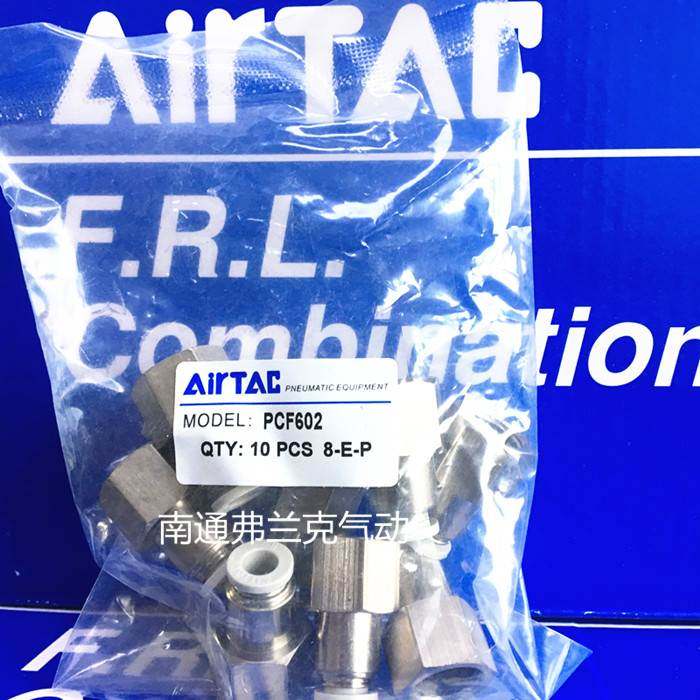 AirTAC
F.R.L.
Combination
AirTAC PNEUMATIC EQUIPMENT
MODEL: PCF602
QTY: 10 PCS 8-E-P
南通弗兰克气动
F R